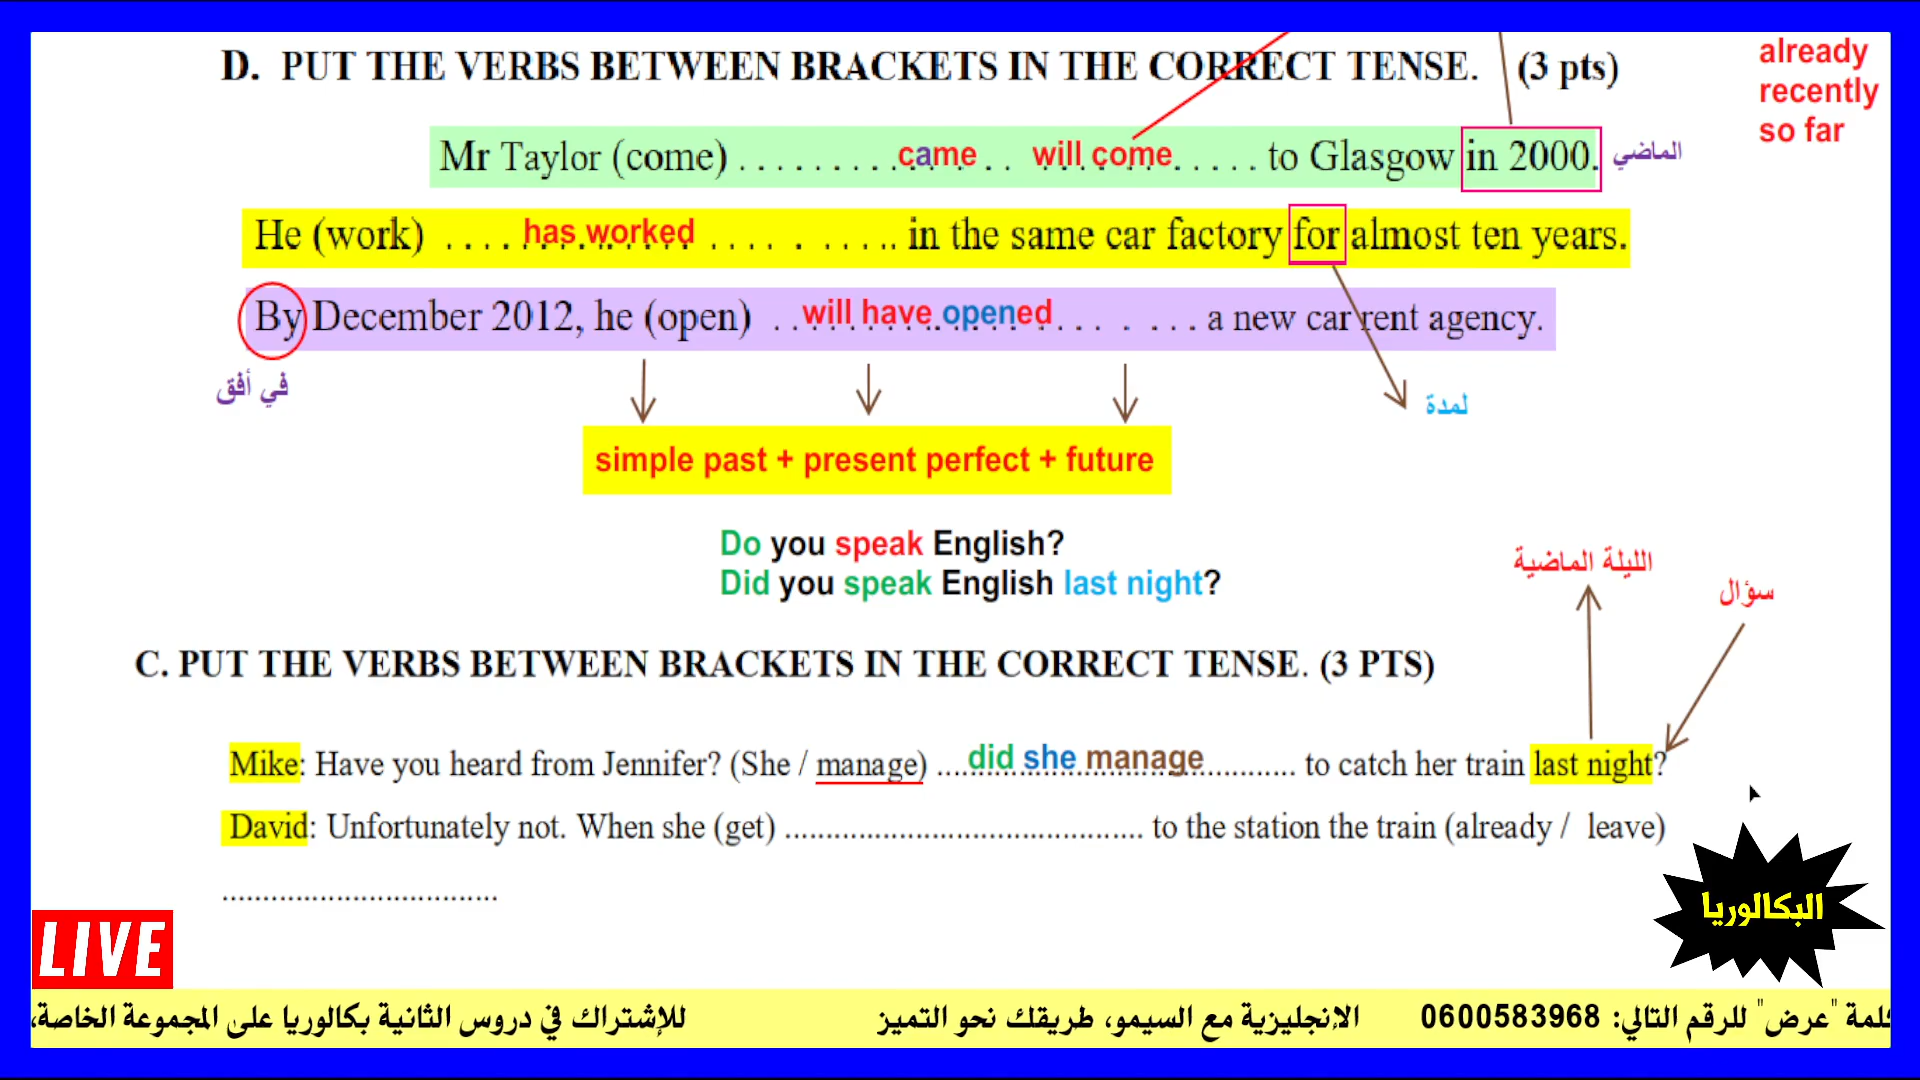 D. PUT THE VERBS BETWEEN BRACKETS IN THE CORRECT TENSE. (3 pts)
already
recently
so far
Mr Taylor (come) .......... came .. will come ...... to Glasgow in 2000. الماضي
He (work) ..... has worked .......... in the same car factory for almost ten years.
By December 2012, he (open) .. will have opened ....... a new car rent agency.
في أفق
لمدة
simple past + present perfect + future
Do you speak English?
Did you speak English last night?
الليلة الماضية
سؤال
C. PUT THE VERBS BETWEEN BRACKETS IN THE CORRECT TENSE. (3 PTS)
Mike: Have you heard from Jennifer? (She / manage) ... did she manage ........... to catch her train last night?
David: Unfortunately not. When she (get) ............................................ to the station the train (already / leave)
..................................
البكالوريا
LIVE
كلمة "عرض" للرقم التالي: 0600583968 الإنجليزية مع السيمو، طريقك نحو التميز للإشتراك في دروس الثانية بكالوريا على المجموعة الخاصة،